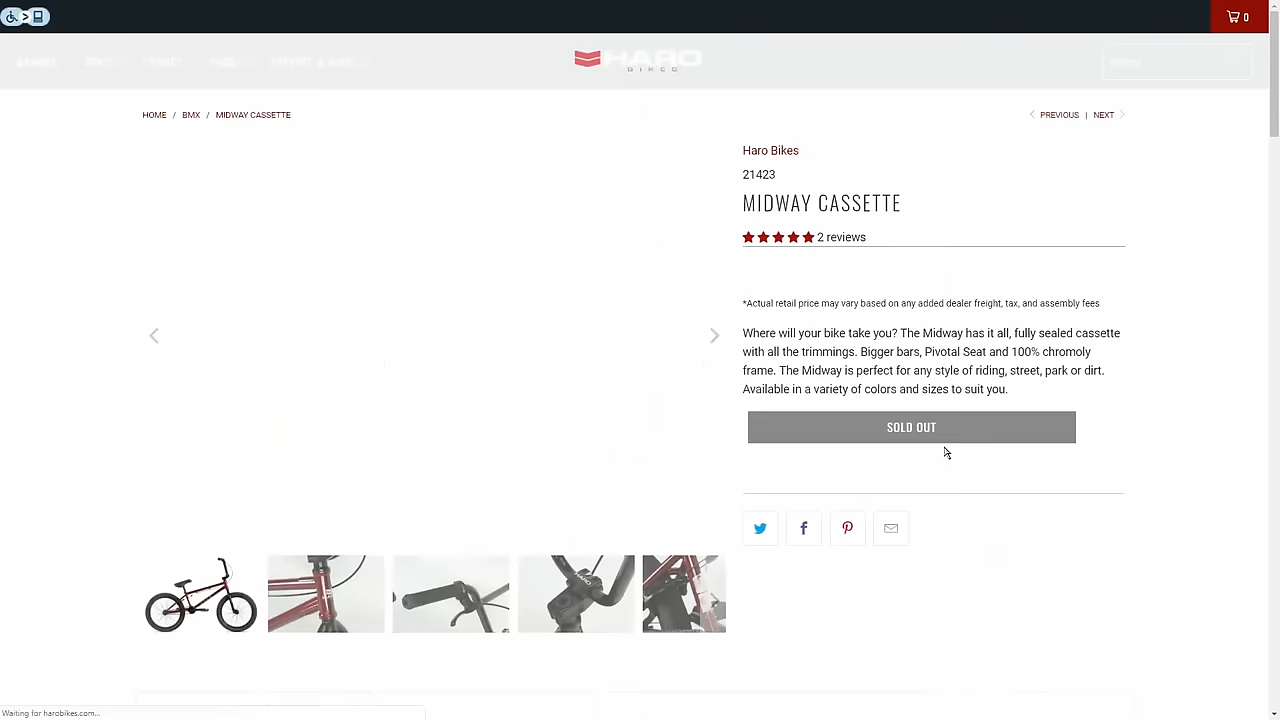 0
HARO
BIKES
HOME / BMX / MIDWAY CASSETTE
PREVIOUS | NEXT
Haro Bikes
21423
MIDWAY CASSETTE
2 reviews
*Actual retail price may vary based on any added dealer freight, tax, and assembly fees
Where will your bike take you? The Midway has it all, fully sealed cassette
with all the trimmings. Bigger bars, Pivotal Seat and 100% chromoly
frame. The Midway is perfect for any style of riding, street, park or dirt.
Available in a variety of colors and sizes to suit you.
SOLD OUT
HARO
Waiting for harobikes.com...